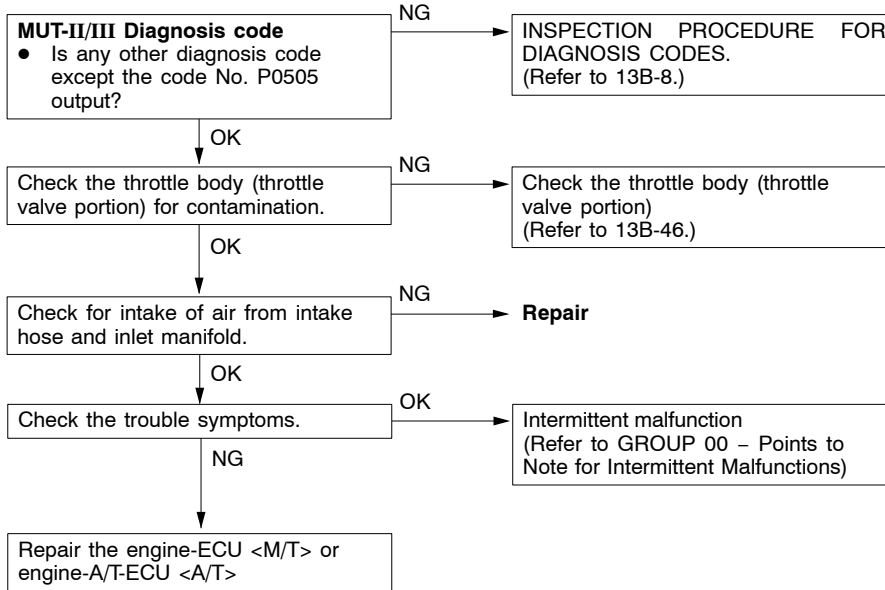 MUT-II/III Diagnosis code
● Is any other diagnosis code
except the code No. P0505
output?
NG
INSPECTION PROCEDURE FOR
DIAGNOSIS CODES.
(Refer to 13B-8.)
OK
Check the throttle body (throttle
valve portion) for contamination.
NG
Check the throttle body (throttle
valve portion)
(Refer to 13B-46.)
OK
Check for intake of air from intake
hose and inlet manifold.
NG
Repair
OK
Check the trouble symptoms.
OK
Intermittent malfunction
(Refer to GROUP 00 – Points to
Note for Intermittent Malfunctions)
NG
Repair the engine-ECU <M/T> or
engine-A/T-ECU <A/T>